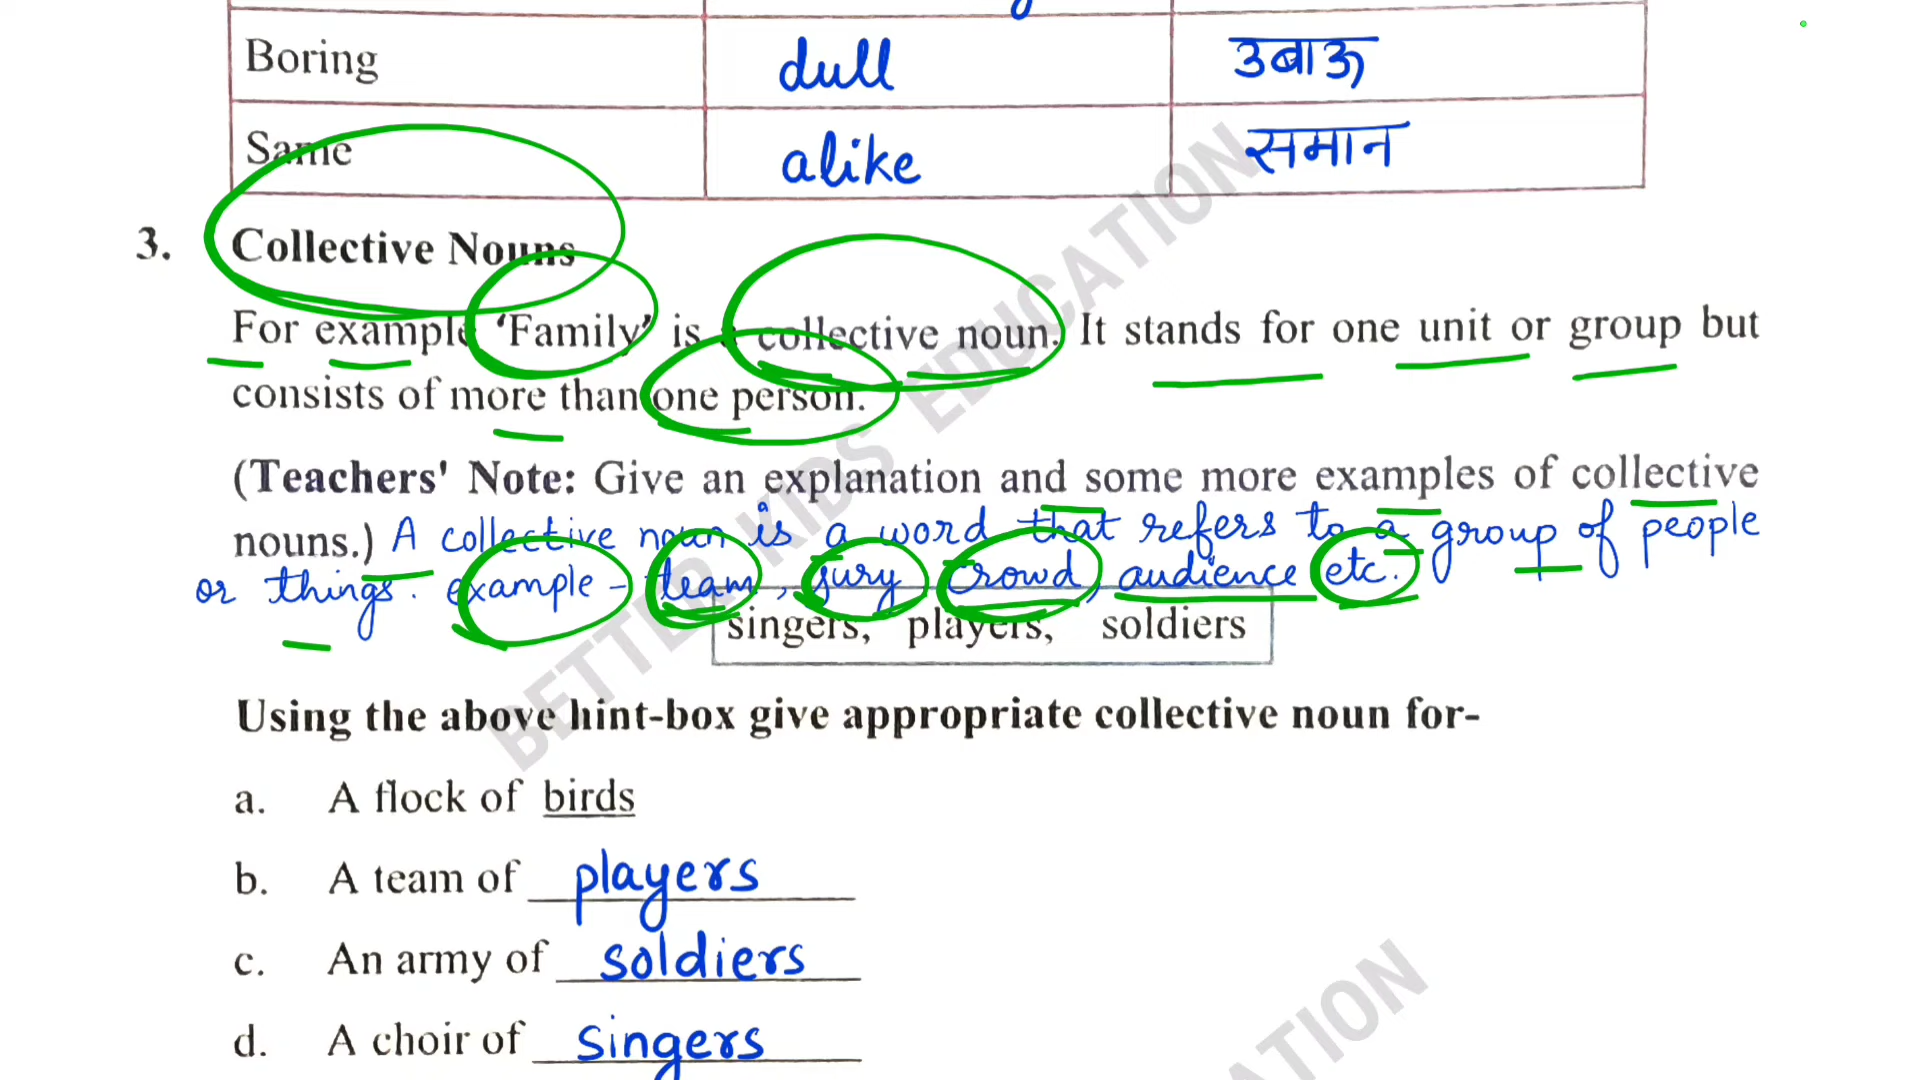 Boring dull उबाऊ
Same alike समान
3. Collective Nouns
For example 'Family' is a collective noun. It stands for one unit or group but
consists of more than one person.
(Teachers' Note: Give an explanation and some more examples of collective
nouns.) A collective noun is a word that refers to a group of people
or things. example - team, jury crowd, audience etc.
singers, players, soldiers
Using the above hint-box give appropriate collective noun for-
a. A flock of birds
b. A team of players
c. An army of soldiers
d. A choir of singers
BETTER KIDS EDUCATION
CATION